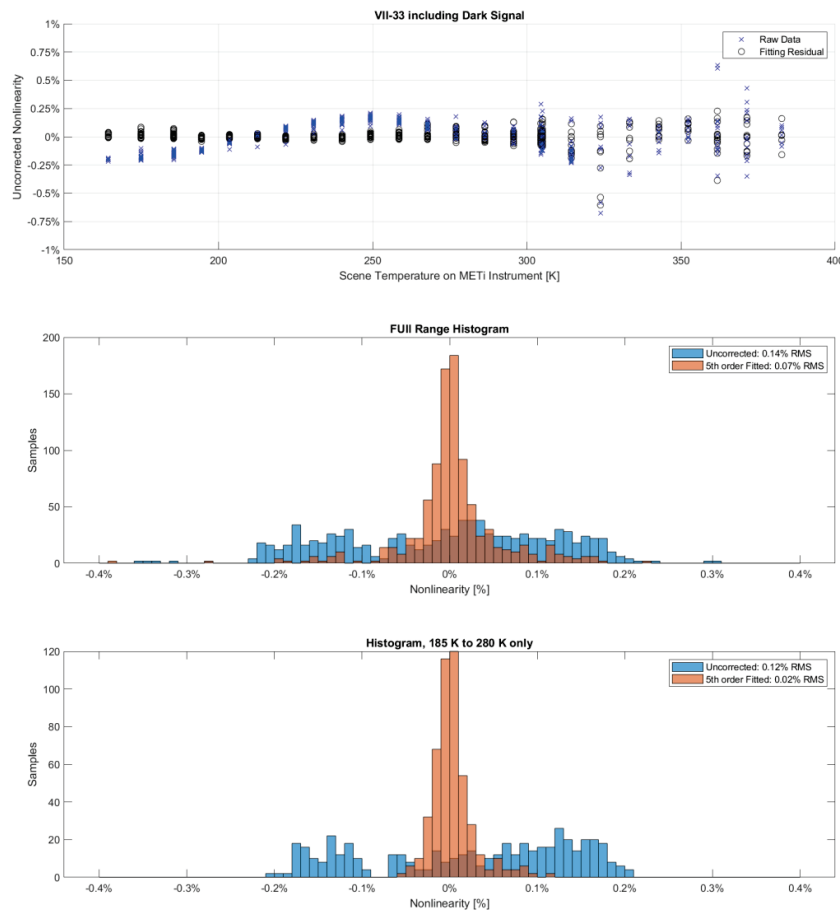 VII-33 including Dark Signal
1%
0.75%
0.5%
0.25%
0%
-0.25%
-0.5%
-0.75%
-1%
Uncorrected Nonlinearity
Raw Data
Fitting Residual
150 200 250 300 350 400
Scene Temperature on METi Instrument [K]
FUll Range Histogram
200
150
100
50
0
Samples
Uncorrected: 0.14% RMS
5th order Fitted: 0.07% RMS
-0.4% -0.3% -0.2% -0.1% 0% 0.1% 0.2% 0.3% 0.4%
Nonlinearity [%]
Histogram, 185 K to 280 K only
120
100
80
60
40
20
0
Samples
Uncorrected: 0.12% RMS
5th order Fitted: 0.02% RMS
-0.4% -0.3% -0.2% -0.1% 0% 0.1% 0.2% 0.3% 0.4%
Nonlinearity [%]